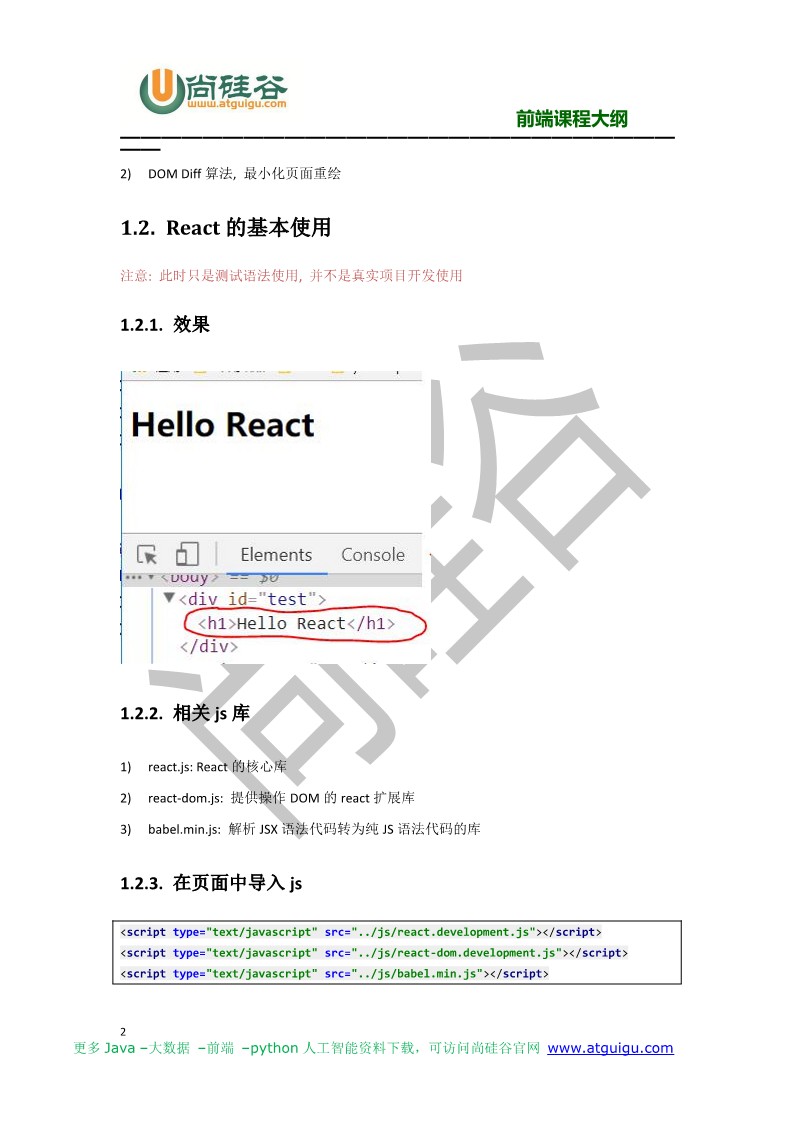 尚硅谷
www.atguigu.com
前端课程大纲
2) DOM Diff 算法, 最小化页面重绘
1.2. React 的基本使用
注意: 此时只是测试语法使用, 并不是真实项目开发使用
1.2.1. 效果
Hello React
Elements Console
<body> == $0
<div id="test">
<h1>Hello React</h1>
</div>
1.2.2. 相关 js 库
1) react.js: React 的核心库
2) react-dom.js: 提供操作 DOM 的 react 扩展库
3) babel.min.js: 解析 JSX 语法代码转为纯 JS 语法代码的库
1.2.3. 在页面中导入 js
<script type="text/javascript" src="../js/react.development.js"></script>
<script type="text/javascript" src="../js/react-dom.development.js"></script>
<script type="text/javascript" src="../js/babel.min.js"></script>
2
更多 Java –大数据 –前端 –python 人工智能资料下载，可访问尚硅谷官网 www.atguigu.com
尚硅谷